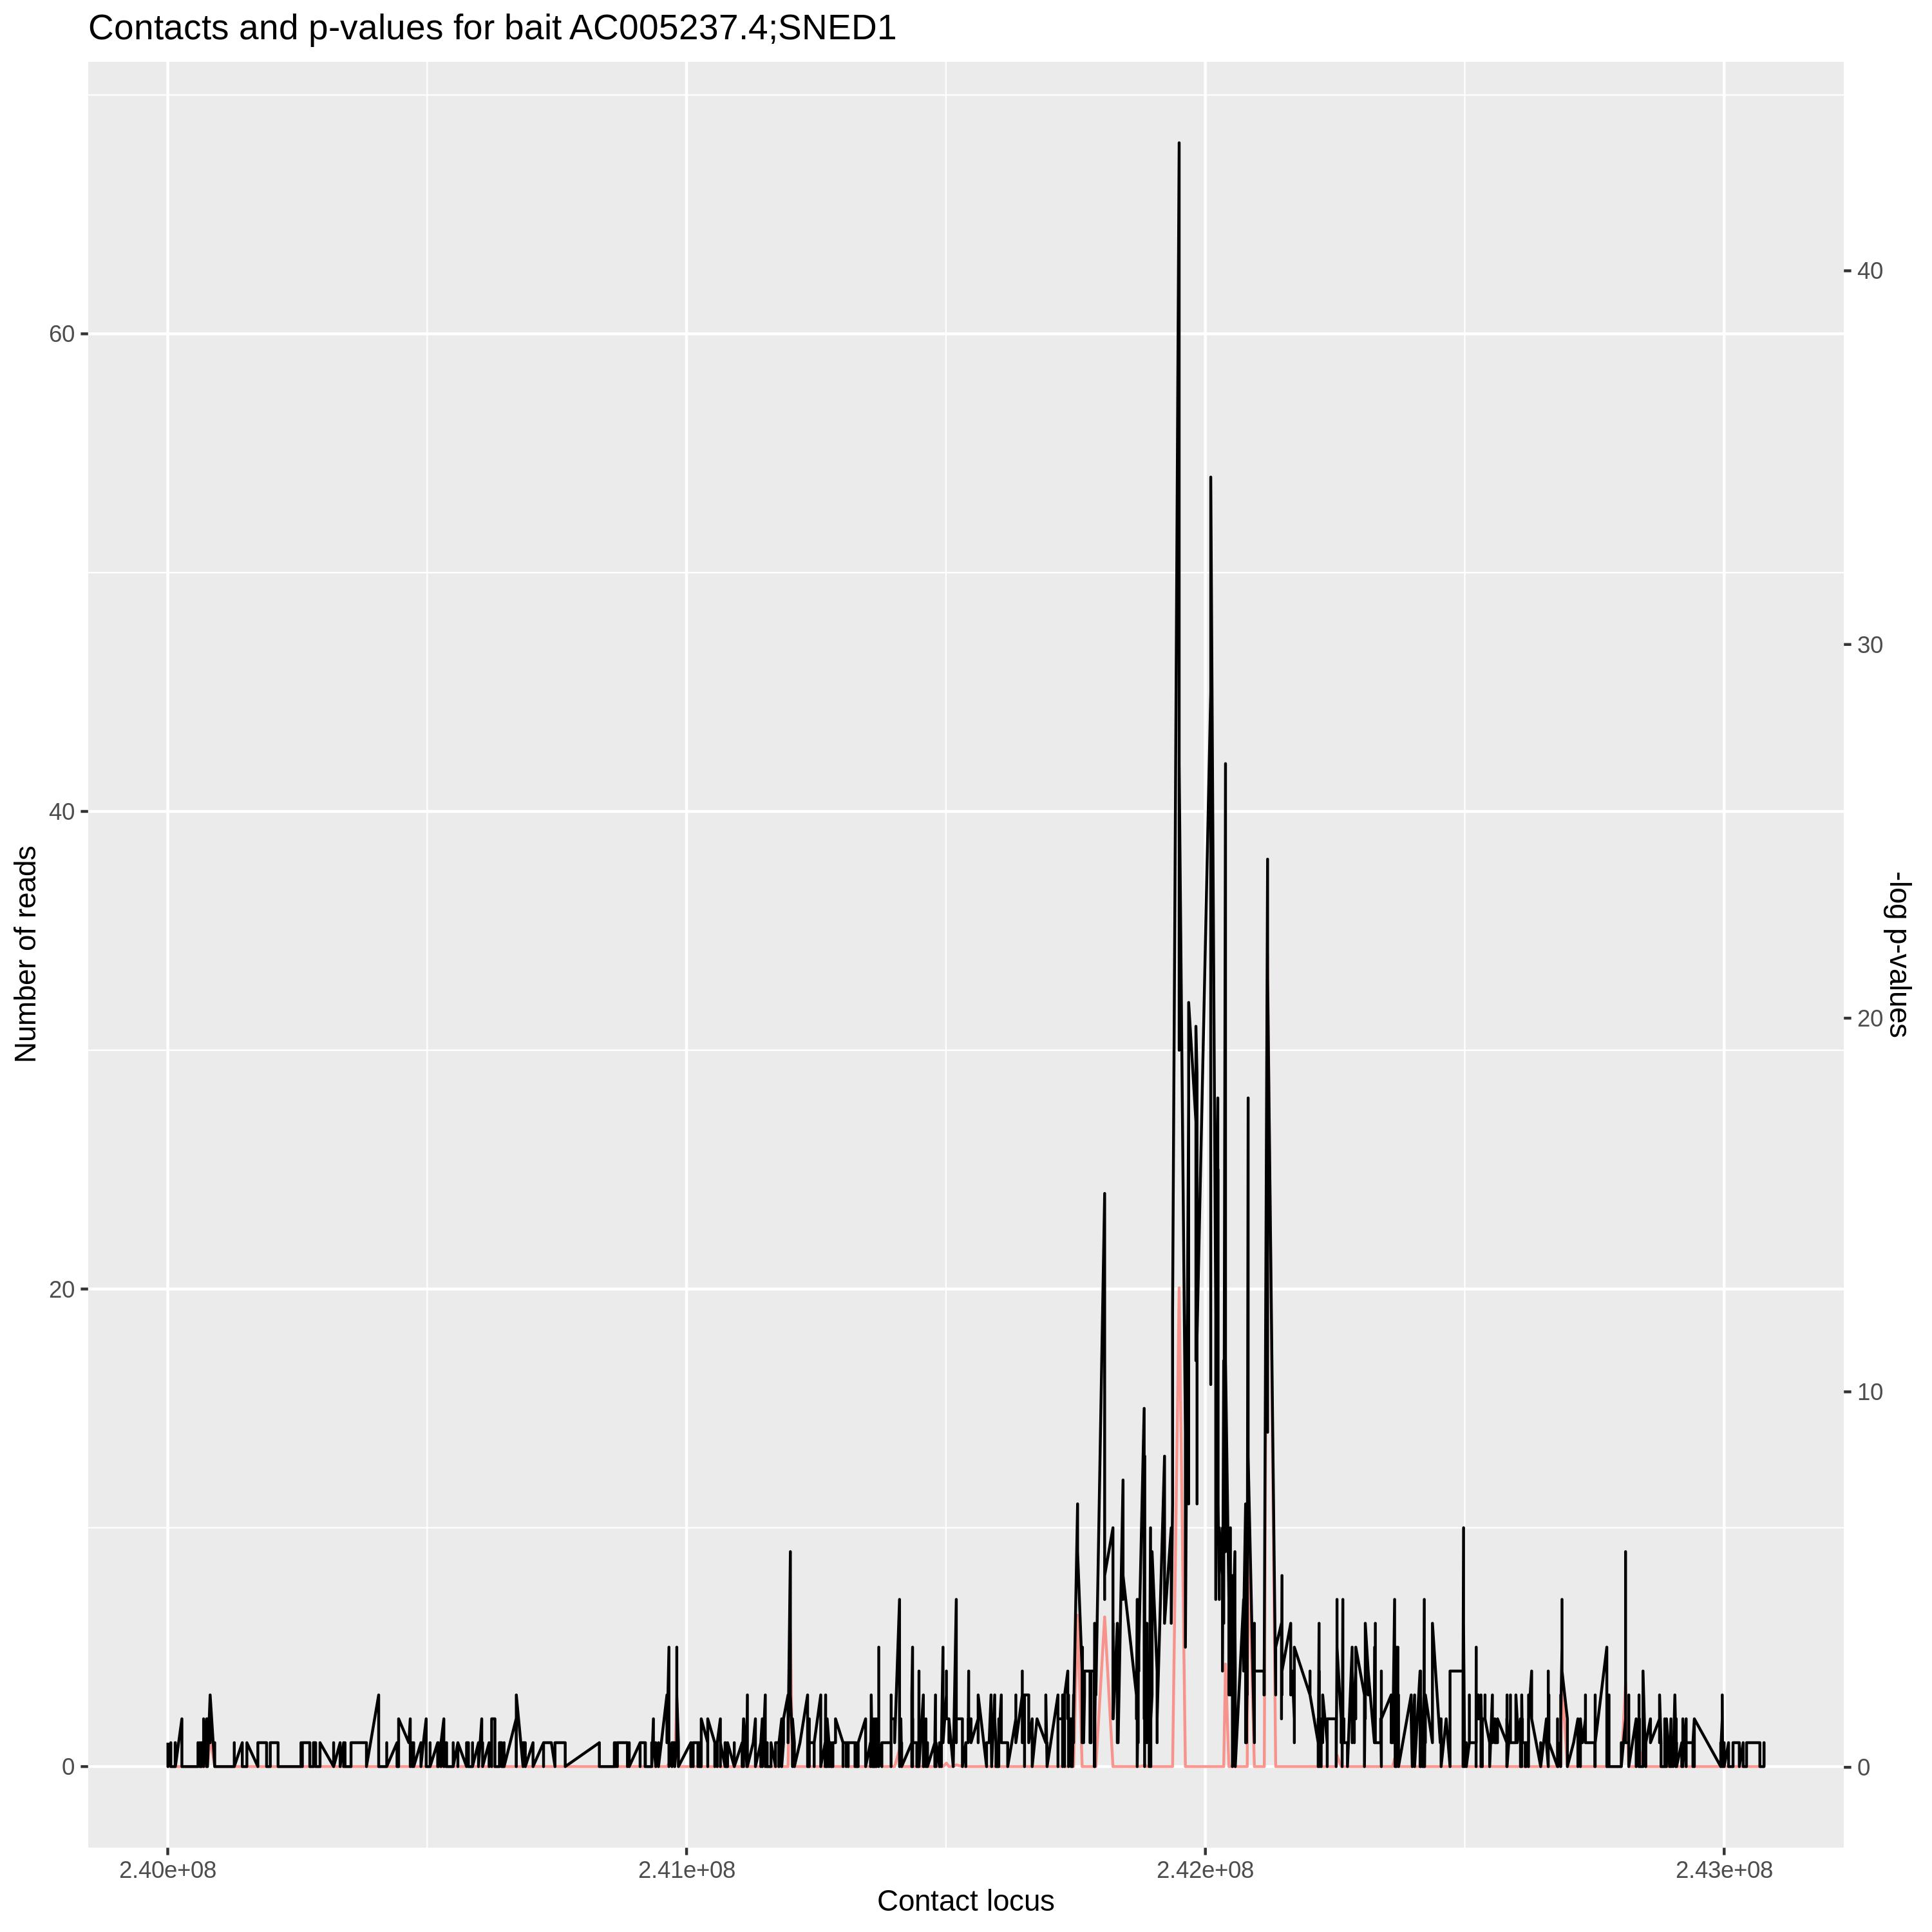 Contacts and p-values for bait AC005237.4;SNED1
60
40
20
0
Number of reads
40
30
20
10
0
-log p-values
2.40e+08
2.41e+08
2.42e+08
2.43e+08
Contact locus